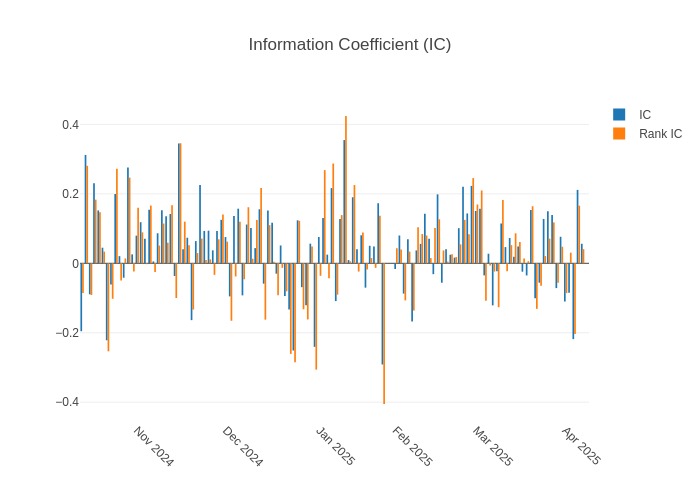 Information Coefficient (IC)
IC
Rank IC
0.4
0.2
0
−0.2
−0.4
Nov 2024
Dec 2024
Jan 2025
Feb 2025
Mar 2025
Apr 2025